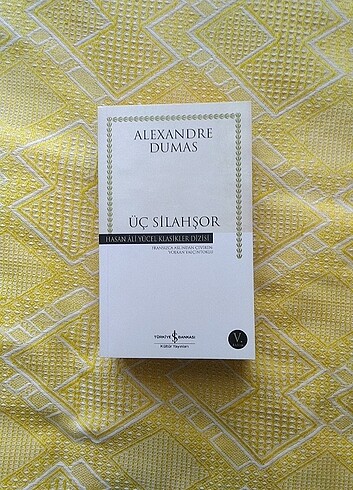 ALEXANDRE
DUMAS
ÜÇ SİLAHŞOR
HASAN ÂLİ YÜCEL KLASİKLER DİZİSİ
FRANSIZCA ASLINDAN ÇEVİREN:
VOLKAN YALÇINTOKLU
V.
TÜRKİYE İŞ BANKASI
Kültür Yayınları